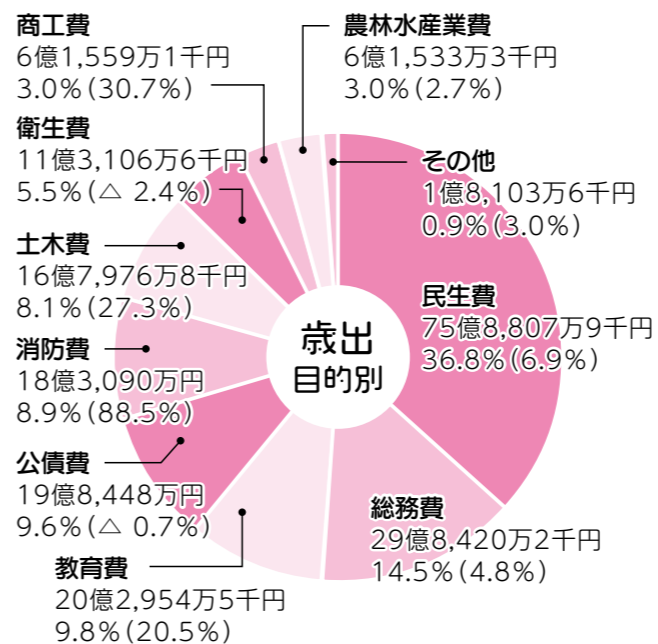 商工費
6億1,559万1千円
3.0%(30.7%)
農林水産業費
6億1,533万3千円
3.0%(2.7%)
衛生費
11億3,106万6千円
5.5%(△ 2.4%)
その他
1億8,103万6千円
0.9%(3.0%)
土木費
16億7,976万8千円
8.1%(27.3%)
民生費
75億8,807万9千円
36.8%(6.9%)
歳出
目的別
消防費
18億3,090万円
8.9%(88.5%)
公債費
19億8,448万円
9.6%(△ 0.7%)
総務費
29億8,420万2千円
14.5%(4.8%)
教育費
20億2,954万5千円
9.8%(20.5%)